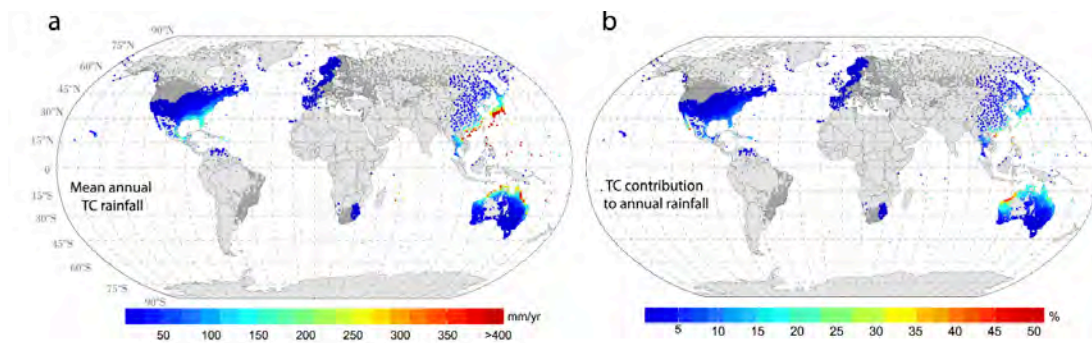 a
b
90°N
75°N
60°N
45°N
30°N
15°N
0
15°S
30°S
45°S
60°S
75°S
90°S
Mean annual
TC rainfall
TC contribution
to annual rainfall
mm/yr
50 100 150 200 250 300 350 >400
%
5 10 15 20 25 30 35 40 45 50